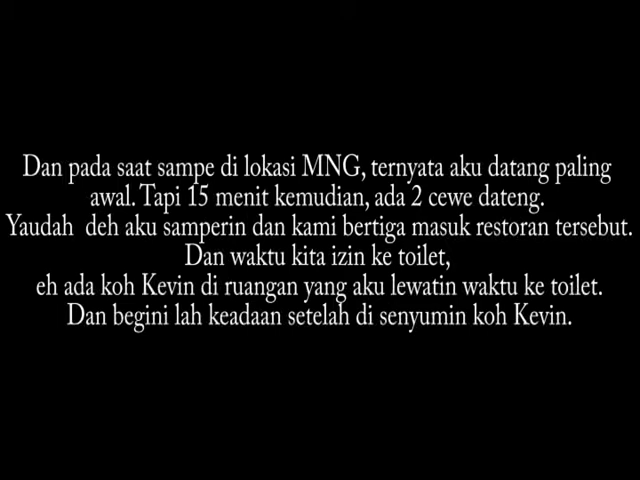 Dan pada saat sampe di lokasi MNG, ternyata aku datang paling
awal. Tapi 15 menit kemudian, ada 2 cewe dateng.
Yaudah deh aku samperin dan kami bertiga masuk restoran tersebut.
Dan waktu kita izin ke toilet,
eh ada koh Kevin di ruangan yang aku lewatin waktu ke toilet.
Dan begini lah keadaan setelah di senyumin koh Kevin.